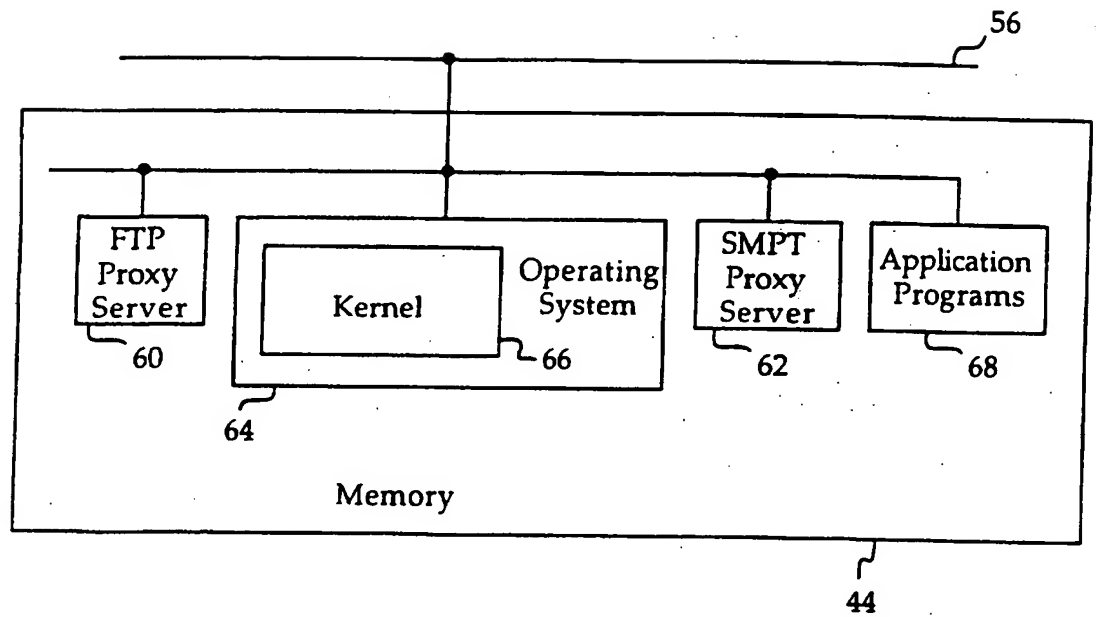 56
FTP
Proxy
Server
60
Kernel
66
Operating
System
64
SMPT
Proxy
Server
62
Application
Programs
68
Memory
44